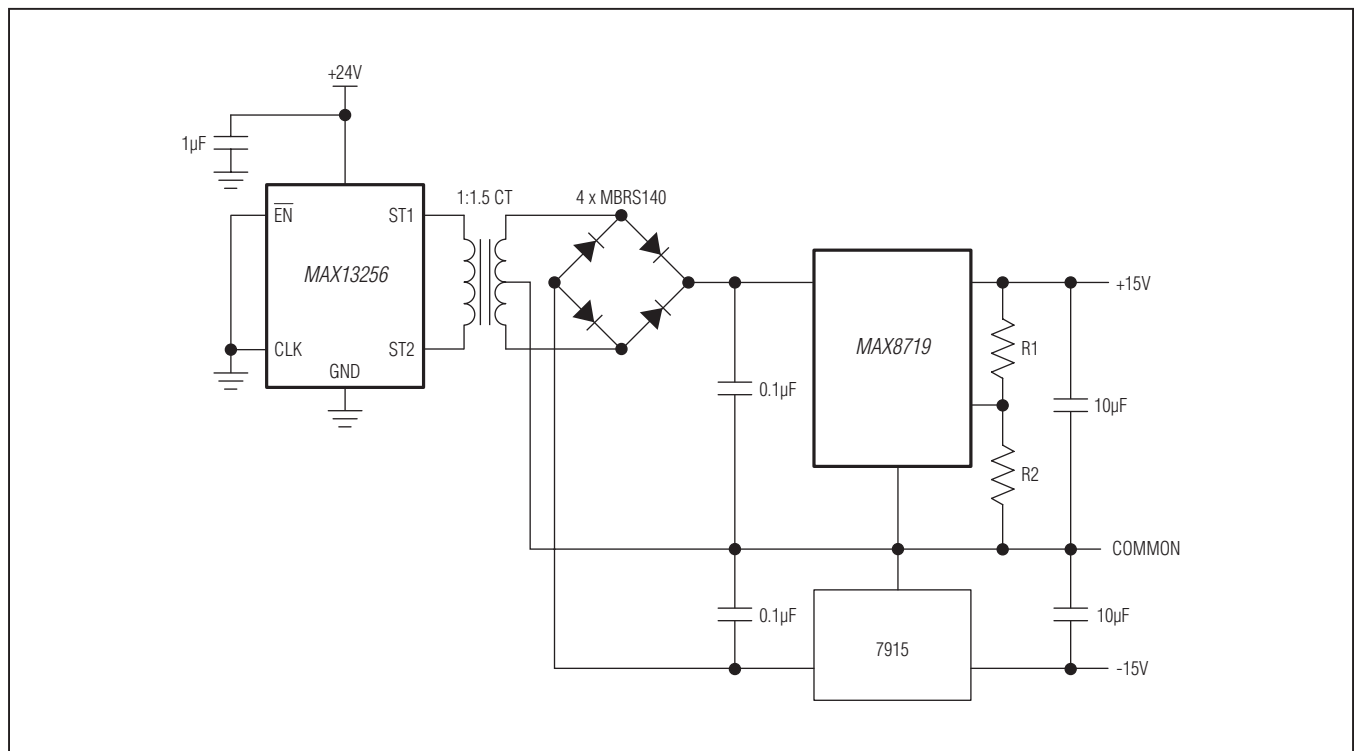 +24V
1µF
1:1.5 CT
4 x MBRS140
EN
ST1
MAX13256
CLK
ST2
GND
0.1µF
MAX8719
+15V
R1
10µF
R2
COMMON
0.1µF
7915
10µF
-15V